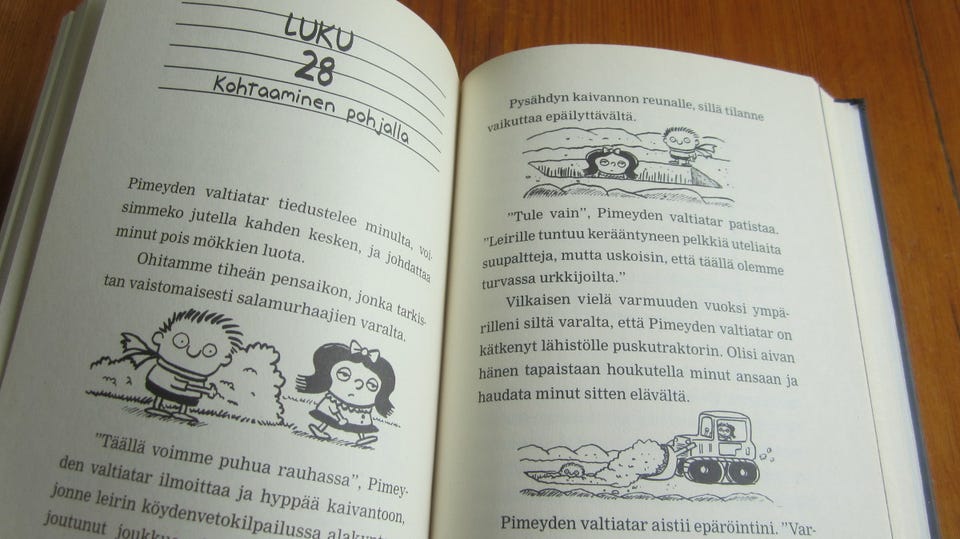 LUKU
28
Kohtaaminen pohjalla
Pimeyden valtiatar tiedustelee minulta, voi-
simmeko jutella kahden kesken, ja johdattaa
minut pois mökkien luota.
Ohitamme tiheän pensaikon, jonka tarkis-
tan vaistomaisesti salamurhaajien varalta.
"Täällä voimme puhua rauhassa", Pimey-
den valtiatar ilmoittaa ja hyppää kaivantoon,
jonne leirin köydenvetokilpailussa
joutunut
Pysähdyn kaivannon reunalle, sillä tilanne
vaikuttaa epäilyttävältä.
"Tule vain", Pimeyden valtiatar patistaa.
"Leirille tuntuu kerääntyneen pelkkiä uteliaita
suupaltteja, mutta uskoisin, että täällä olemme
turvassa urkkijoilta."
Vilkaisen vielä varmuuden vuoksi ympä-
rilleni siltä varalta, että Pimeyden valtiatar on
kätkenyt lähistölle puskutraktorin. Olisi aivan
hänen tapaistaan houkutella minut ansaan ja
haudata minut sitten elävältä.
Pimeyden valtiatar aistii epäröintini. "Var-